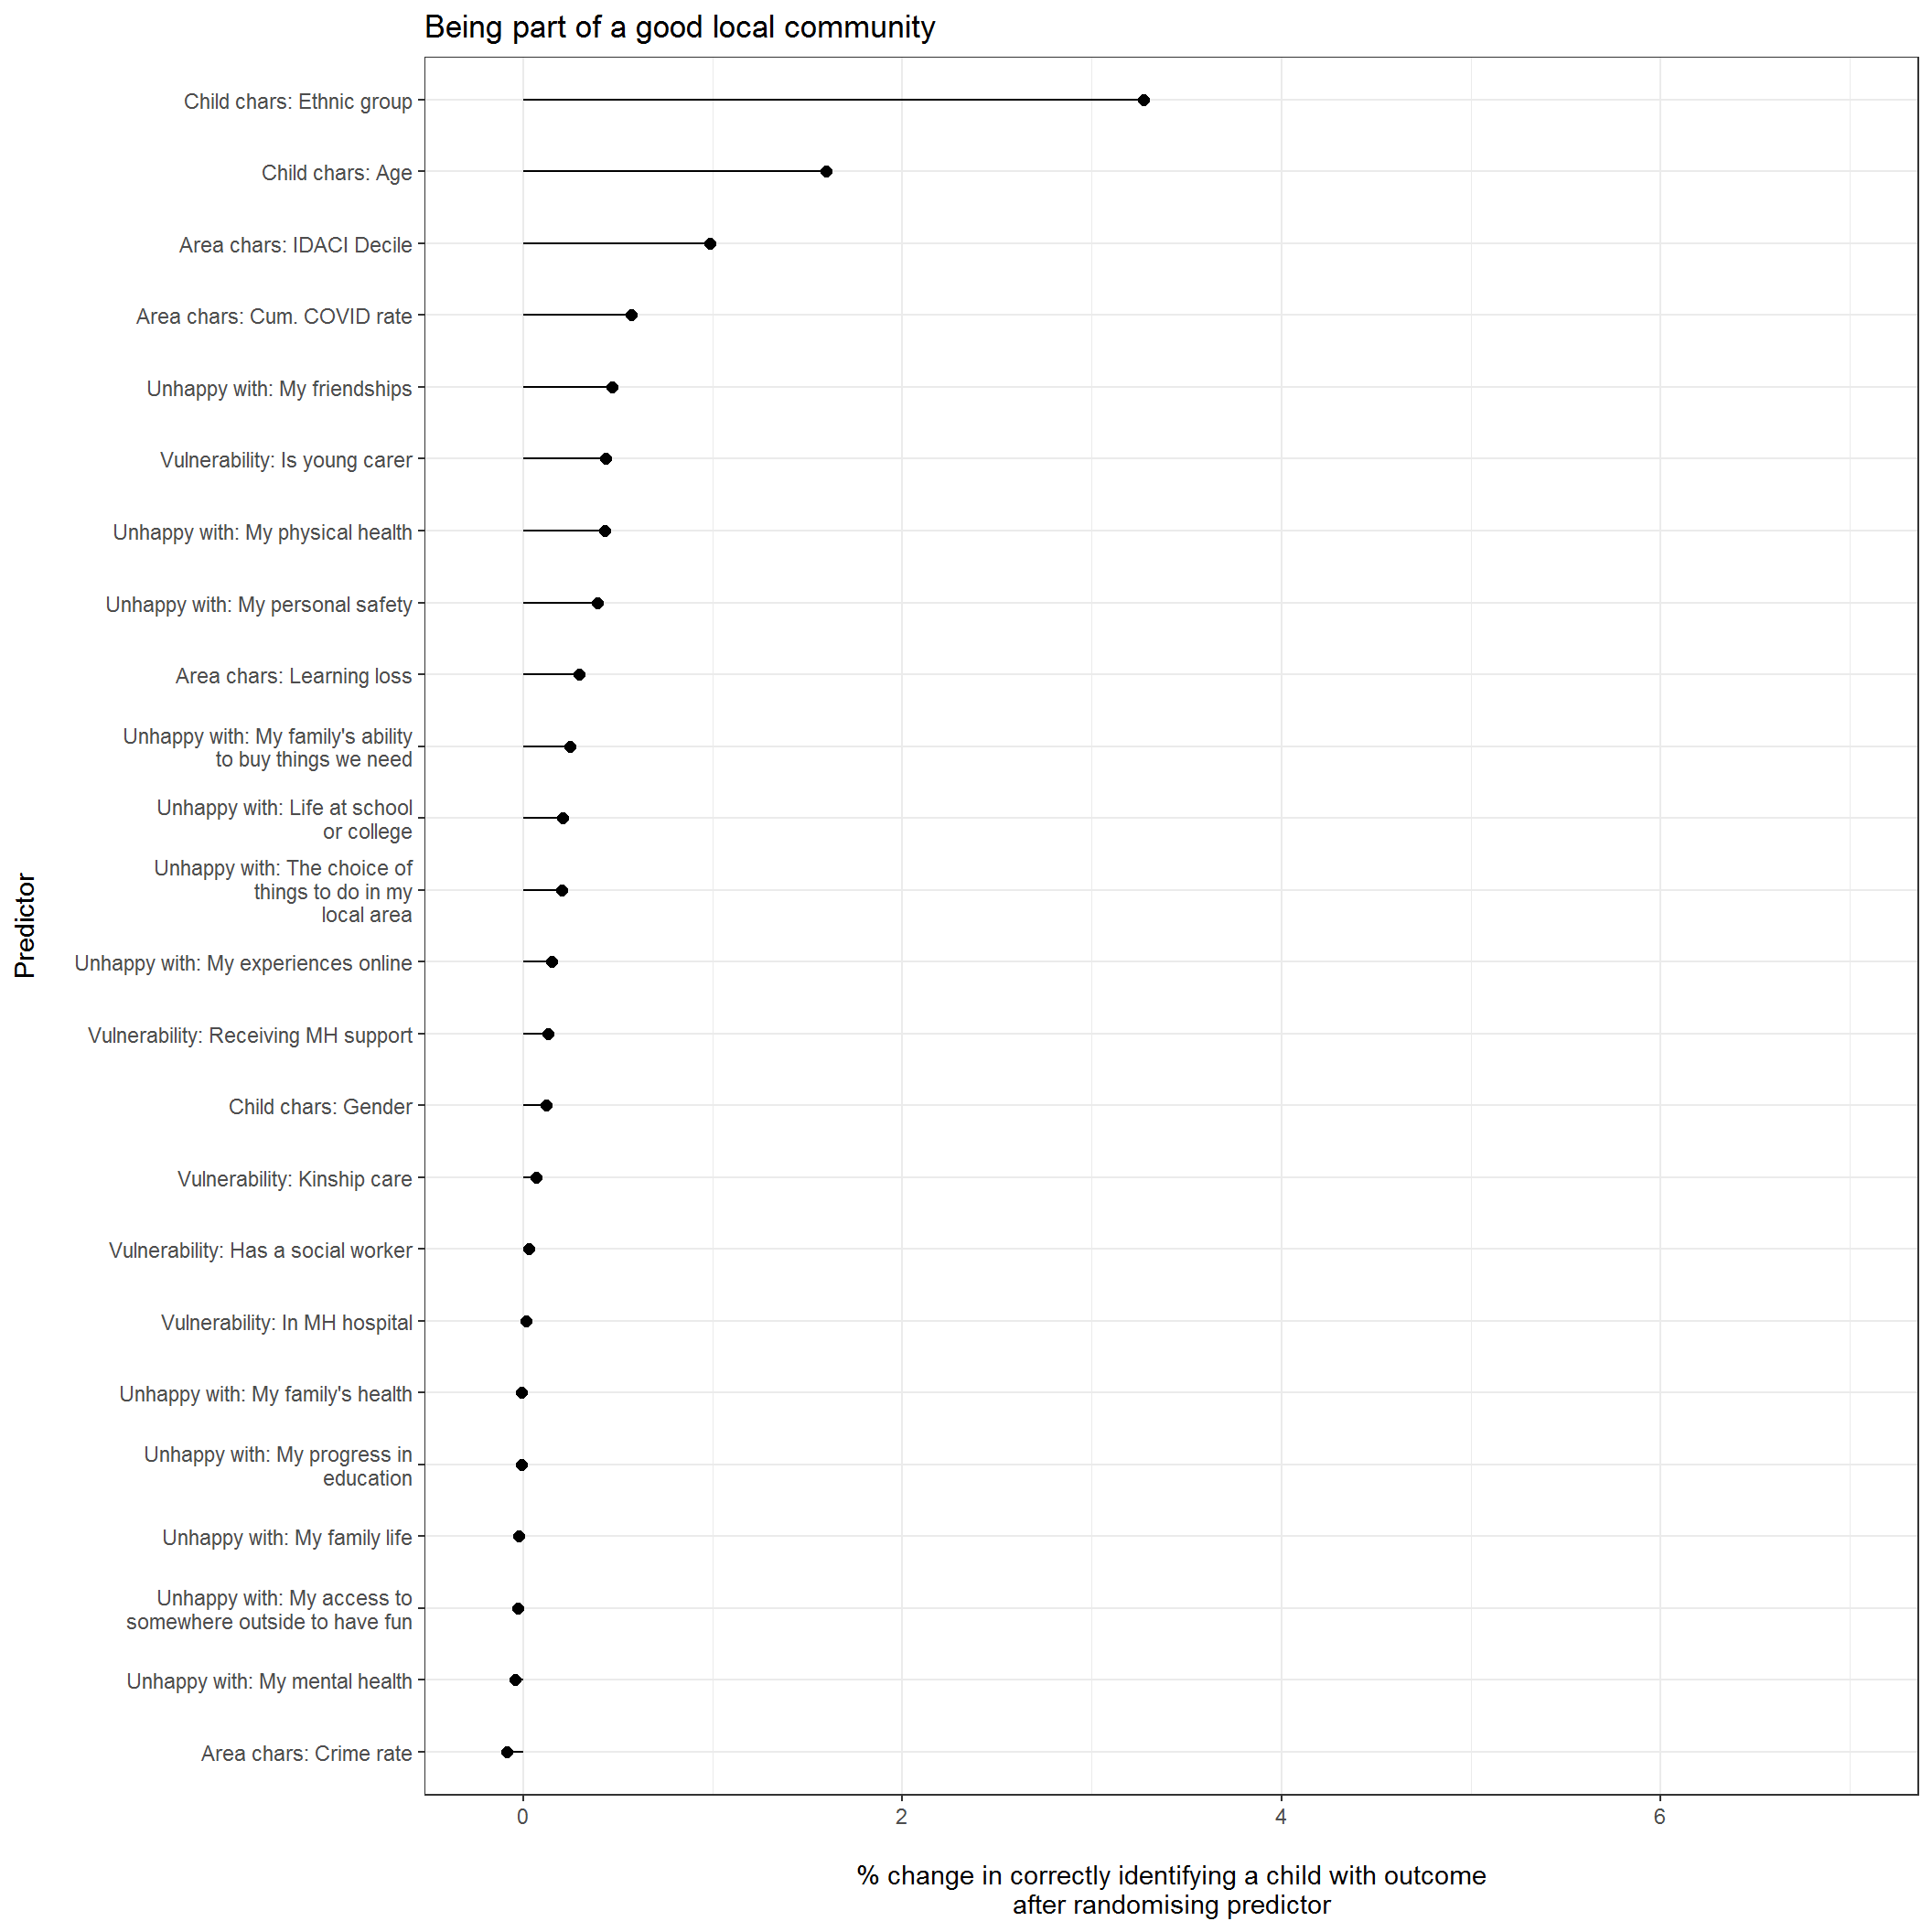 Being part of a good local community
Child chars: Ethnic group
Child chars: Age
Area chars: IDACI Decile
Area chars: Cum. COVID rate
Unhappy with: My friendships
Vulnerability: Is young carer
Unhappy with: My physical health
Unhappy with: My personal safety
Area chars: Learning loss
Unhappy with: My family's ability
to buy things we need
Unhappy with: Life at school
or college
Unhappy with: The choice of
things to do in my
local area
Unhappy with: My experiences online
Vulnerability: Receiving MH support
Child chars: Gender
Vulnerability: Kinship care
Vulnerability: Has a social worker
Vulnerability: In MH hospital
Unhappy with: My family's health
Unhappy with: My progress in
education
Unhappy with: My family life
Unhappy with: My access to
somewhere outside to have fun
Unhappy with: My mental health
Area chars: Crime rate
Predictor
0 2 4 6
% change in correctly identifying a child with outcome
after randomising predictor